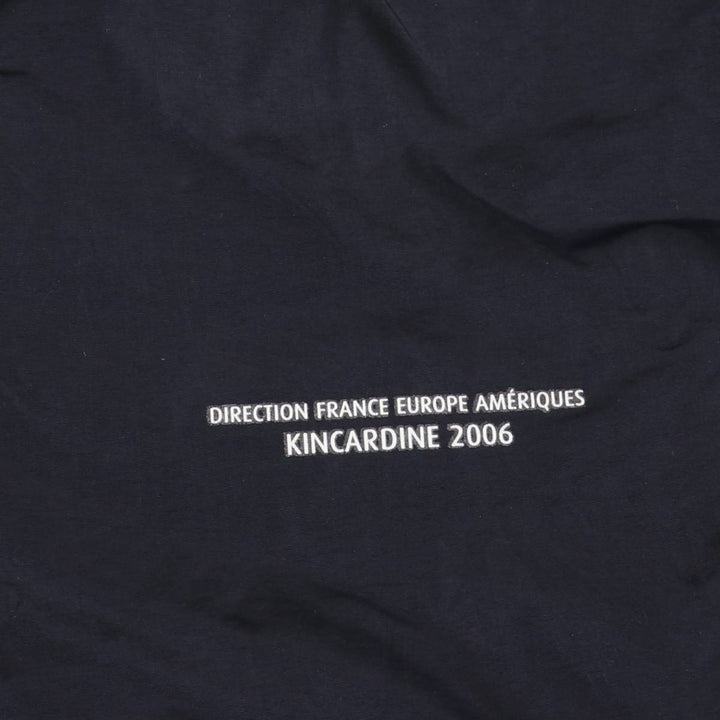 DIRECTION FRANCE EUROPE AMÉRIQUES
KINCARDINE 2006